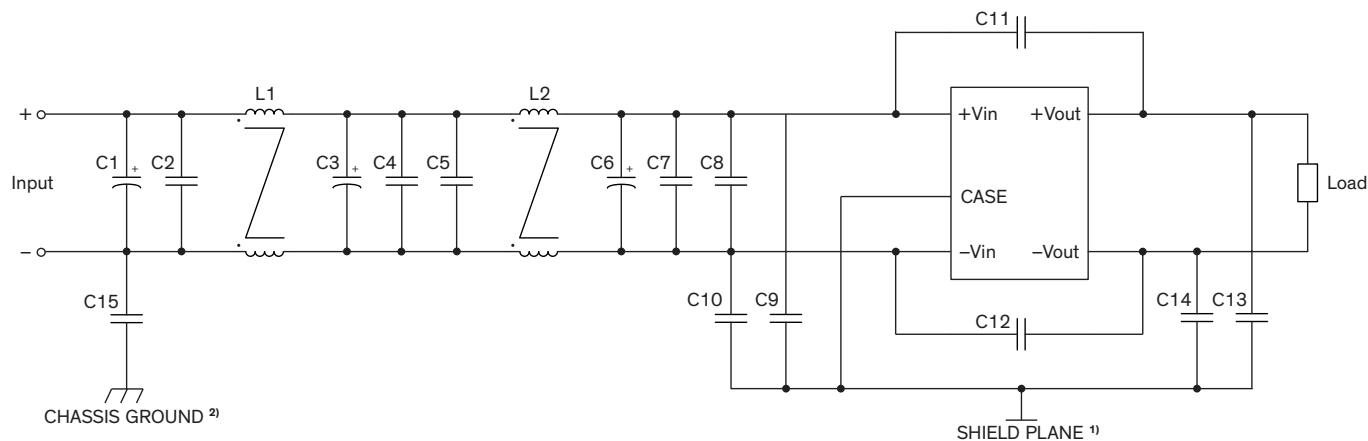 C11
L1
L2
+
+Vin
+Vout
C1
+
C2
C3
+
C4
C5
C6
+
C7
C8
Input
Load
CASE
−
−Vin
−Vout
C15
C10
C9
C12
C14
C13
CHASSIS GROUND 2)
SHIELD PLANE 1)